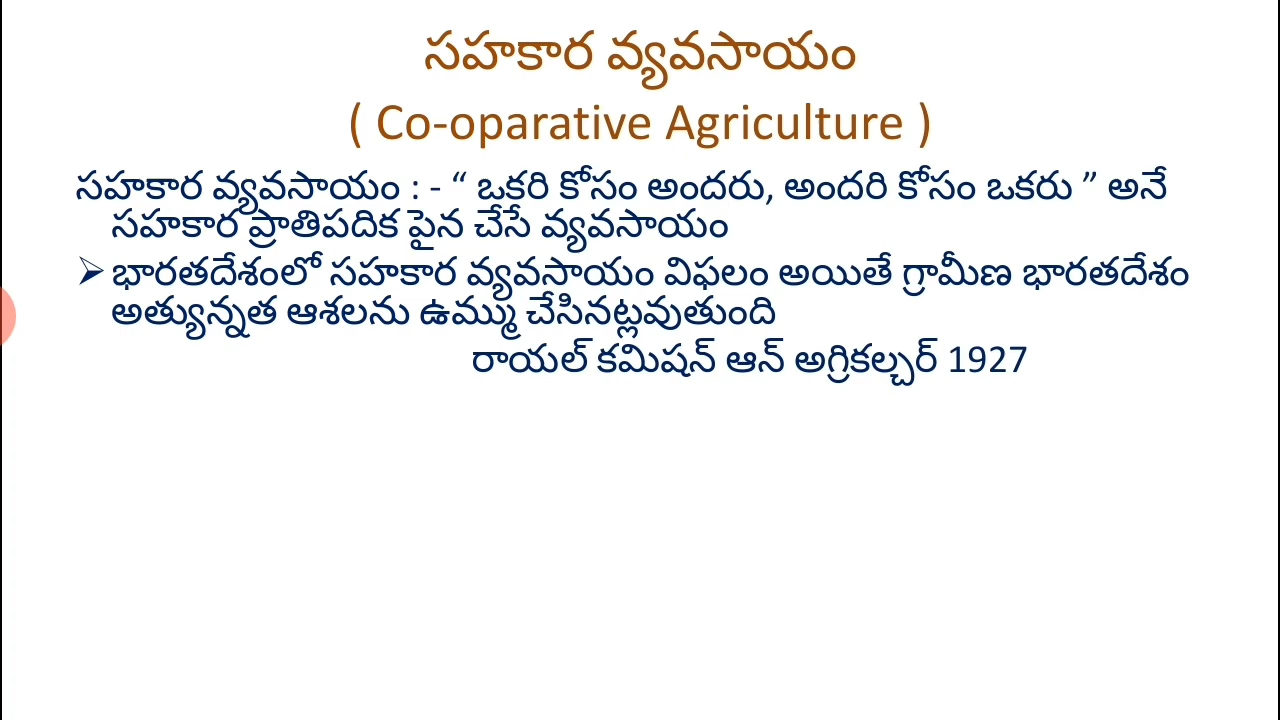 సహకార వ్యవసాయం
( Co-oparative Agriculture )
సహకార వ్యవసాయం : - “ ఒకరి కోసం అందరు, అందరి కోసం ఒకరు ” అనే
సహకార ప్రాతిపదిక పైన చేసే వ్యవసాయం
➢ భారతదేశంలో సహకార వ్యవసాయం విఫలం అయితే గ్రామీణ భారతదేశం
అత్యున్నత ఆశలను ఉమ్ము చేసినట్లవుతుంది
రాయల్ కమిషన్ ఆన్ అగ్రికల్చర్ 1927